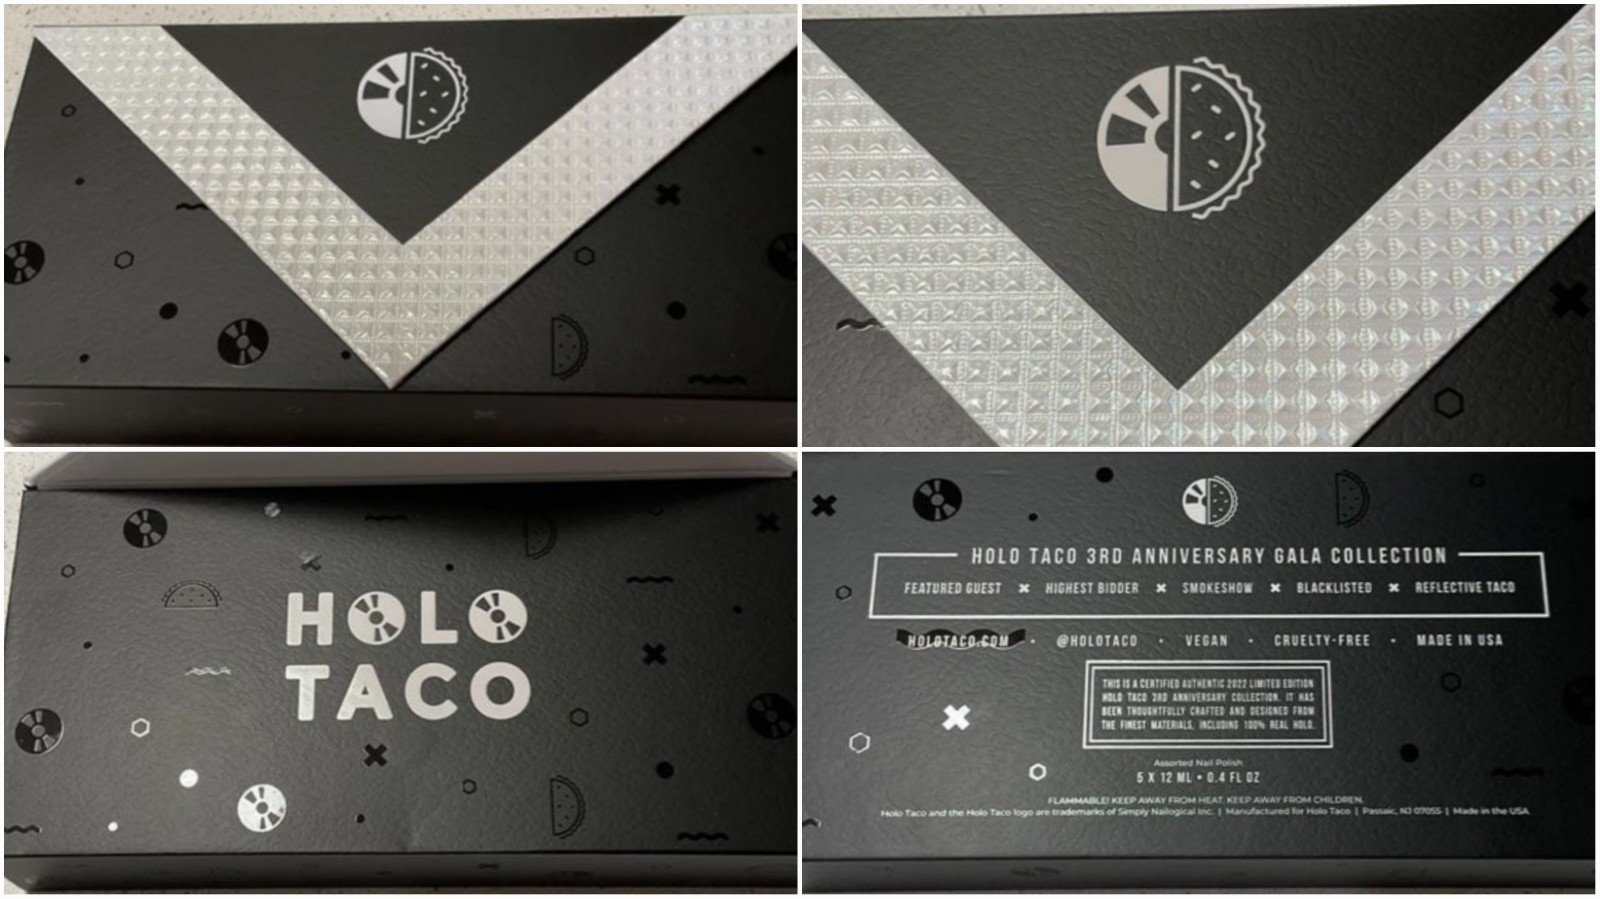 HOLO
TACO
HOLO TACO 3RD ANNIVERSARY GALA COLLECTION
FEATURED GUEST × HIGHEST BIDDER × SMOKESHOW × BLACKLISTED × REFLECTIVE TACO
HOLOTACO.COM • @HOLOTACO • VEGAN • CRUELTY-FREE • MADE IN USA
THIS IS A CERTIFIED AUTHENTIC 2022 LIMITED EDITION
HOLO TACO 3RD ANNIVERSARY COLLECTION. IT HAS
BEEN THOUGHTFULLY CRAFTED AND DESIGNED FROM
THE FINEST MATERIALS, INCLUDING 100% REAL HOLO.
Assorted Nail Polish
5 X 12 ML • 0.4 FL OZ
FLAMMABLE! KEEP AWAY FROM HEAT. KEEP AWAY FROM CHILDREN.
Holo Taco and the Holo Taco logo are trademarks of Simply Nailogical Inc. | Manufactured for Holo Taco | Passaic, NJ 07055 | Made in the USA